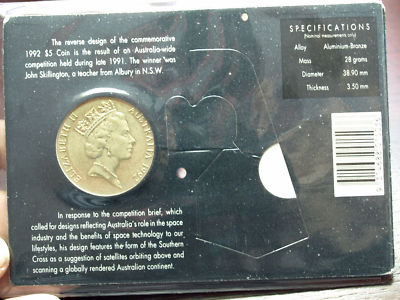 The reverse design of the commemorative
1992 $5 Coin is the result of an Australia-wide
competition held during late 1991. The winner was
John Skillington, a teacher from Albury in N.S.W.
SPECIFICATIONS
(Nominal measurements only)
Alloy Aluminium-Bronze
Mass 28 grams
Diameter 38.90 mm
Thickness 3.50 mm
ELIZABETH II AUSTRALIA 1992
In response to the competition brief, which
called for designs reflecting Australia's role in the space
industry and the benefits of space technology to our
lifestyles, his design features the form of the Southern
Cross as a suggestion of satellites orbiting above and
scanning a globally rendered Australian continent.